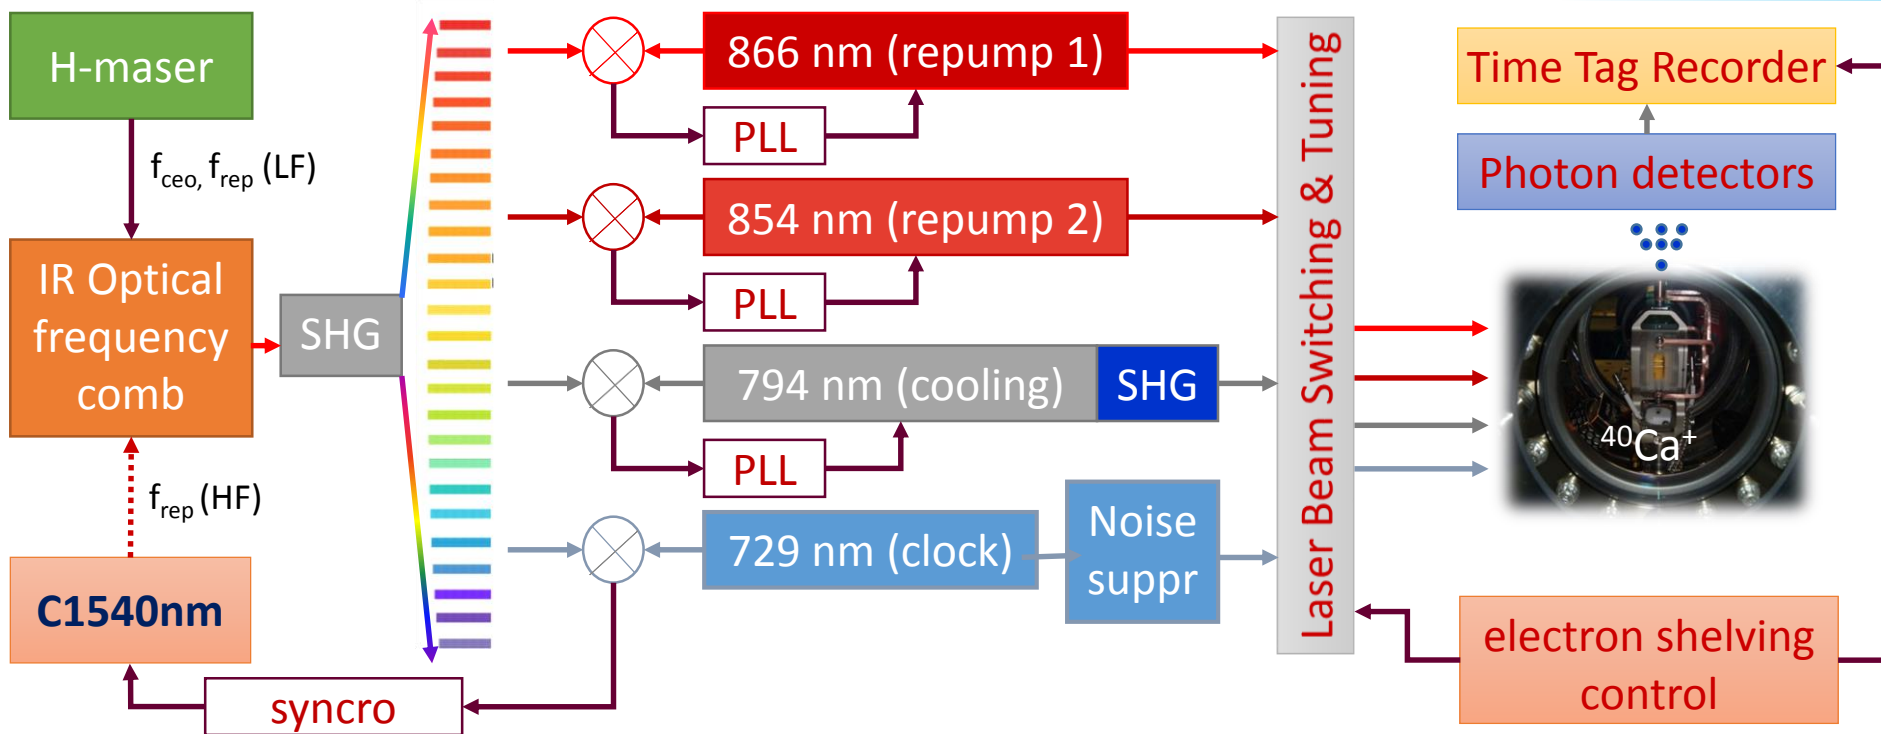 H-maser
f_ceo, f_rep (LF)
IR Optical
frequency
comb
SHG
f_rep (HF)
C1540nm
syncro
866 nm (repump 1)
PLL
854 nm (repump 2)
PLL
794 nm (cooling)
SHG
PLL
729 nm (clock)
Noise
suppr
Laser Beam Switching & Tuning
Time Tag Recorder
Photon detectors
⁴⁰Ca⁺
electron shelving
control